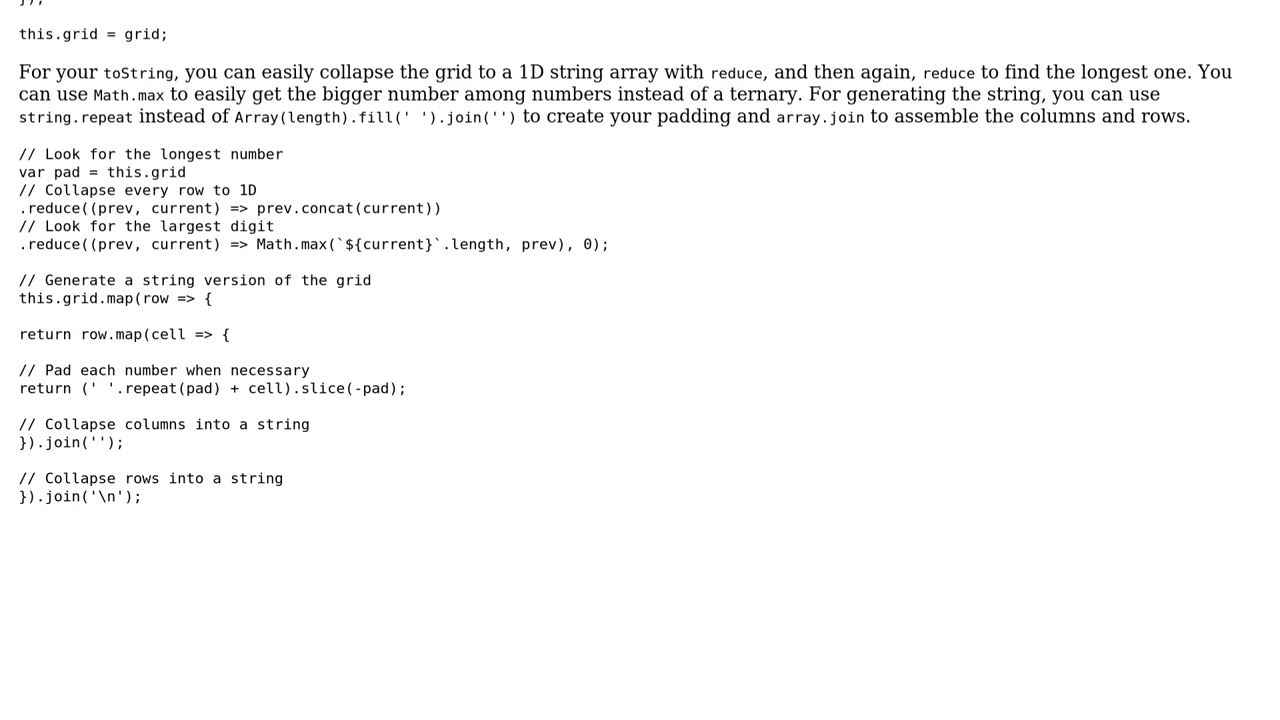 });
this.grid = grid;
For your toString, you can easily collapse the grid to a 1D string array with reduce, and then again, reduce to find the longest one. You
can use Math.max to easily get the bigger number among numbers instead of a ternary. For generating the string, you can use
string.repeat instead of Array(length).fill(' ').join('') to create your padding and array.join to assemble the columns and rows.
// Look for the longest number
var pad = this.grid
// Collapse every row to 1D
.reduce((prev, current) => prev.concat(current))
// Look for the largest digit
.reduce((prev, current) => Math.max(`${current}`.length, prev), 0);
// Generate a string version of the grid
this.grid.map(row => {
return row.map(cell => {
// Pad each number when necessary
return (' '.repeat(pad) + cell).slice(-pad);
// Collapse columns into a string
}).join('');
// Collapse rows into a string
}).join('\n');